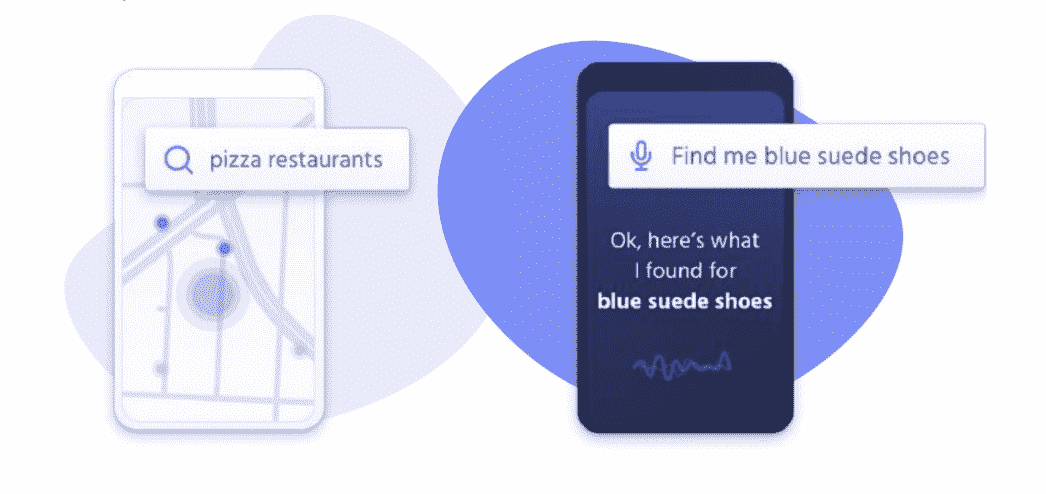 pizza restaurants
Find me blue suede shoes
Ok, here's what
I found for
blue suede shoes